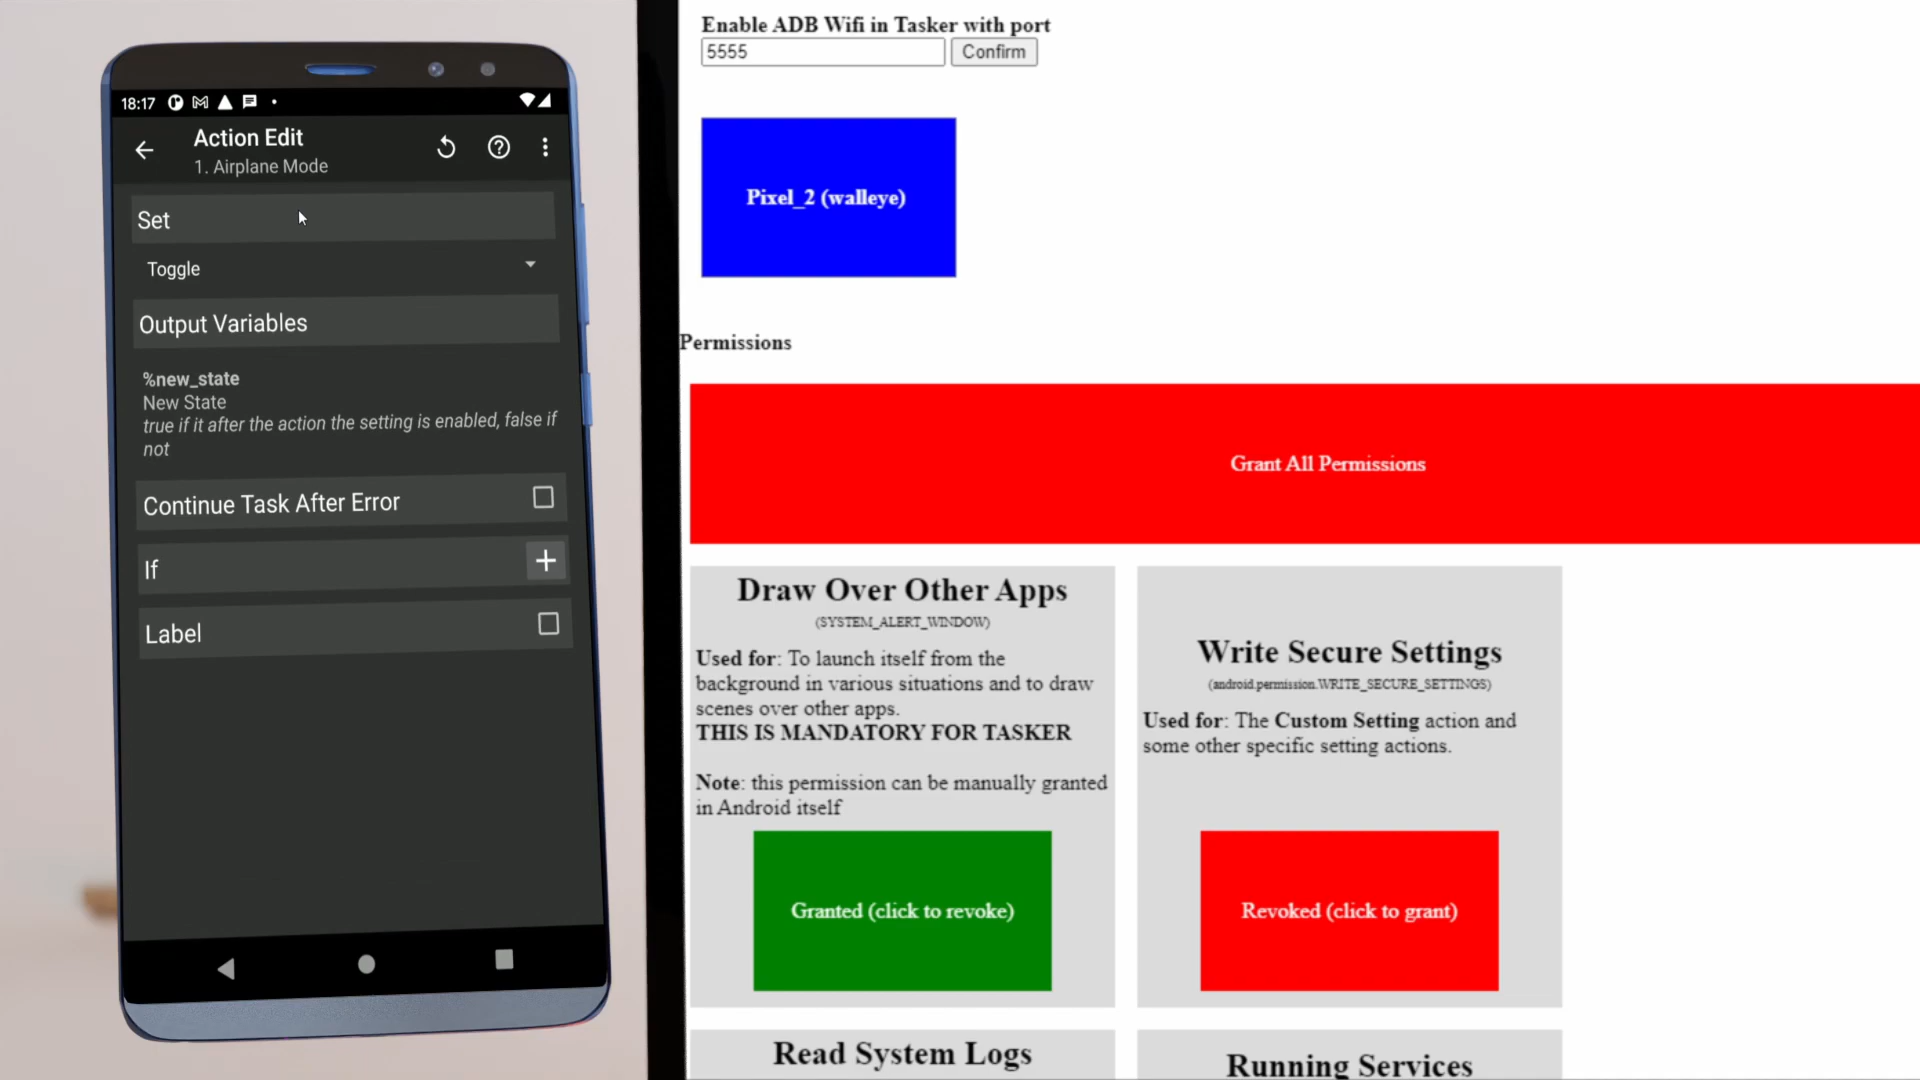 18:17
Action Edit
1. Airplane Mode
Set
Toggle
Output Variables
%new_state
New State
true if it after the action the setting is enabled, false if
not
Continue Task After Error
If
+
Label
Enable ADB Wifi in Tasker with port
5555
Confirm
Pixel_2 (walleye)
Permissions
Grant All Permissions
Draw Over Other Apps
(SYSTEM_ALERT_WINDOW)
Used for: To launch itself from the
background in various situations and to draw
scenes over other apps.
THIS IS MANDATORY FOR TASKER
Note: this permission can be manually granted
in Android itself
Granted (click to revoke)
Write Secure Settings
(android.permission.WRITE_SECURE_SETTINGS)
Used for: The Custom Setting action and
some other specific setting actions.
Revoked (click to grant)
Read System Logs
Running Services